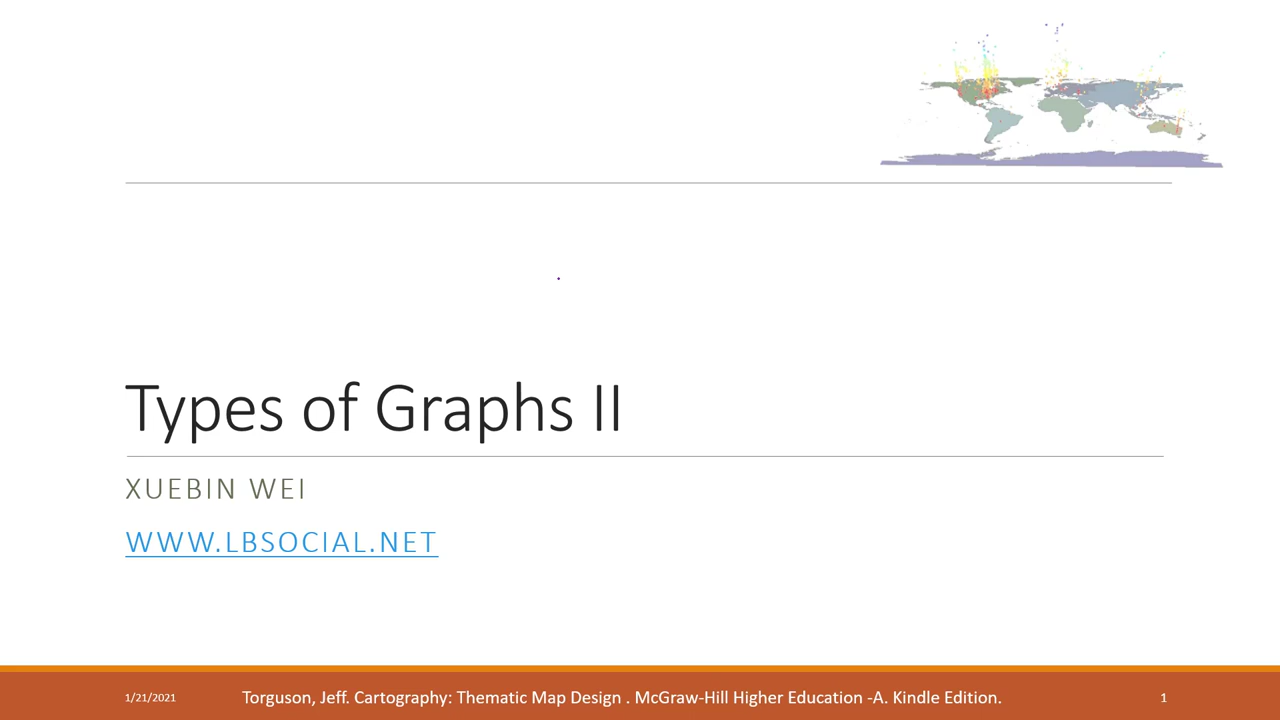 Types of Graphs II
XUEBIN WEI
WWW.LBSOCIAL.NET
1/21/2021
Torguson, Jeff. Cartography: Thematic Map Design . McGraw-Hill Higher Education -A. Kindle Edition.
1